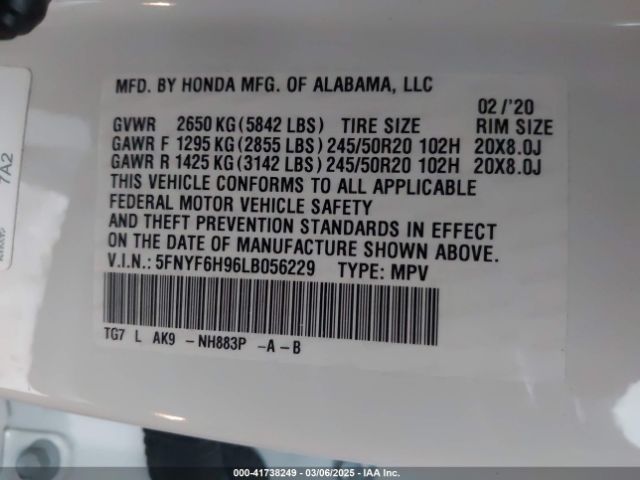 MFD. BY HONDA MFG. OF ALABAMA, LLC
02/'20
GVWR 2650 KG(5842 LBS) TIRE SIZE RIM SIZE
GAWR F 1295 KG(2855 LBS)245/50R20 102H 20X8.0J
GAWR R 1425 KG(3142 LBS)245/50R20 102H 20X8.0J
THIS VEHICLE CONFORMS TO ALL APPLICABLE
FEDERAL MOTOR VEHICLE SAFETY
AND THEFT PREVENTION STANDARDS IN EFFECT
ON THE DATE OF MANUFACTURE SHOWN ABOVE.
V.I.N.: 5FNYF6H96LB056229 TYPE: MPV
TG7 L AK9 -NH883P -A-B
7A2
000-41738249 - 03/06/2025 - IAA Inc.